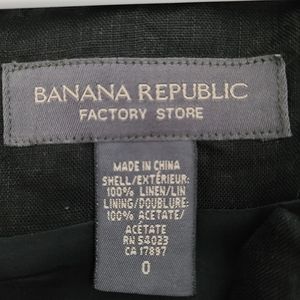 BANANA REPUBLIC
FACTORY STORE
MADE IN CHINA
SHELL/EXTÉRIEUR:
100% LINEN/LIN
LINING/DOUBLURE:
100% ACETATE/
ACÉTATE
RN 54023
CA 17897
0